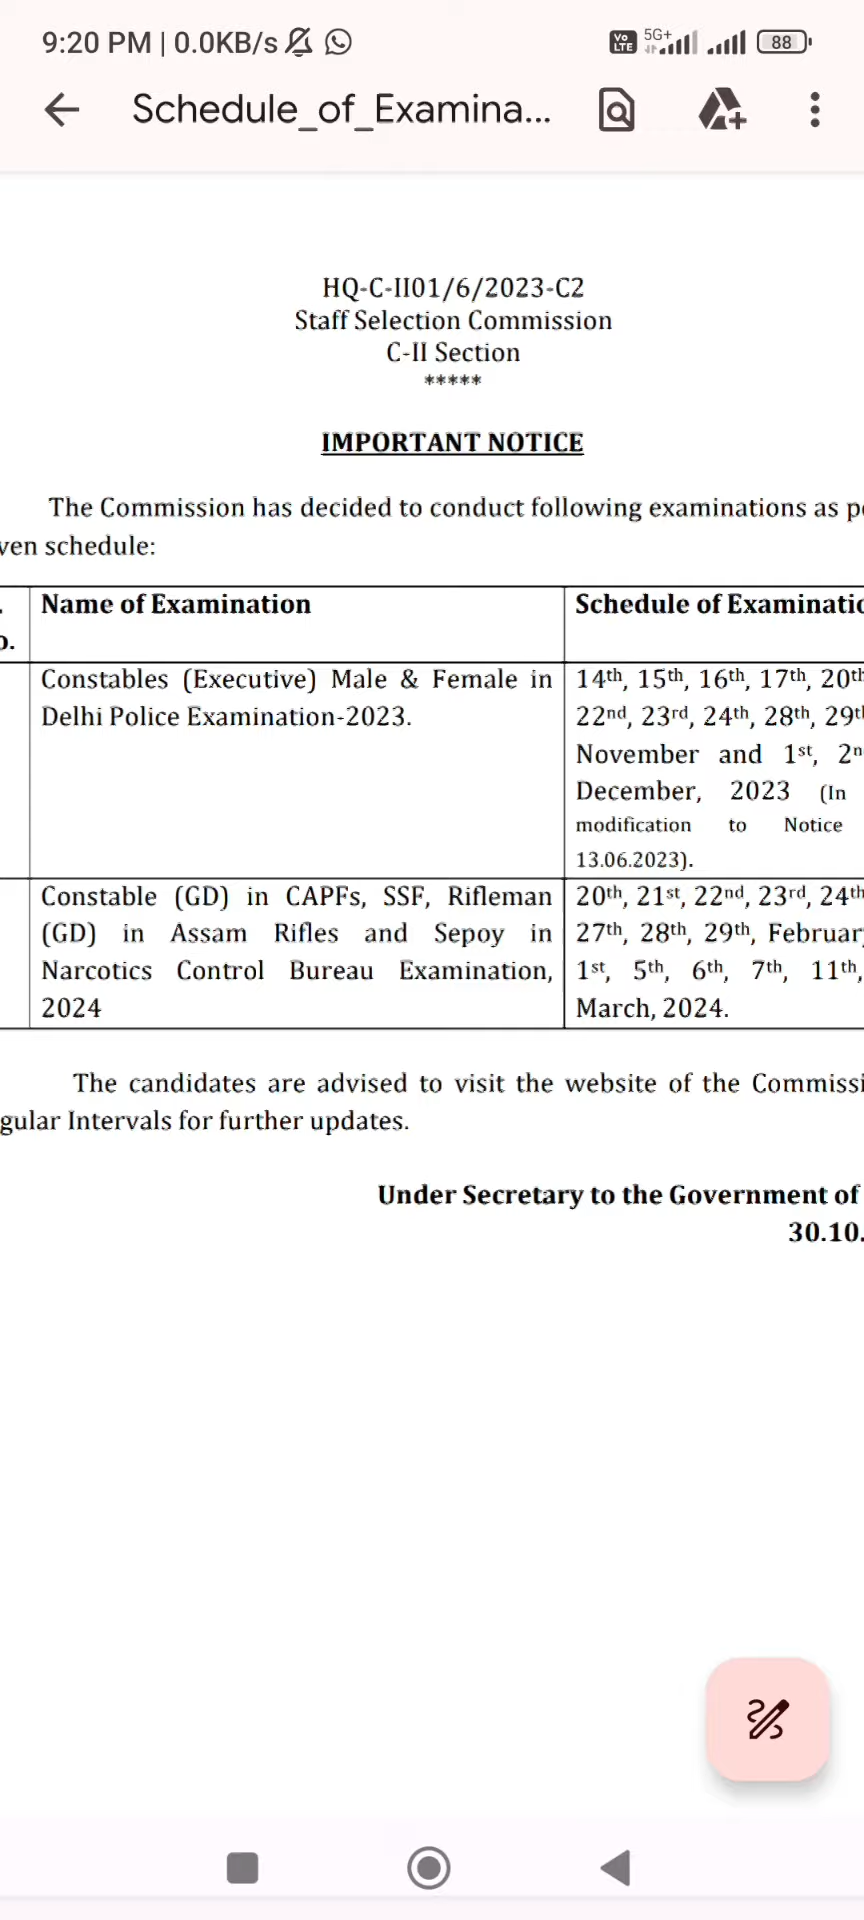 9:20 PM | 0.0KB/s
Vo LTE 5G+ 88
Schedule_of_Examina...
HQ-C-II01/6/2023-C2
Staff Selection Commission
C-II Section
*****
IMPORTANT NOTICE
The Commission has decided to conduct following examinations as
ven schedule:
Name of Examination
Schedule of
o.
Constables (Executive) Male & Female in
Delhi Police Examination-2023.
14th, 15th, 16th, 17th, 20th
22nd, 23rd, 24th, 28th, 29th
November and 1st,
December, 2023 (In
modification to Notice
13.06.2023).
Constable (GD) in CAPFs, SSF, Rifleman
(GD) in Assam Rifles and Sepoy in
Narcotics Control Bureau Examination,
2024
20th, 21st, 22nd, 23rd, 24th
27th, 28th, 29th, Februar
1st, 5th, 6th, 7th, 11th,
March, 2024.
The candidates are advised to visit the website of the Commissi
gular Intervals for further updates.
Under Secretary to the Government of
30.10.